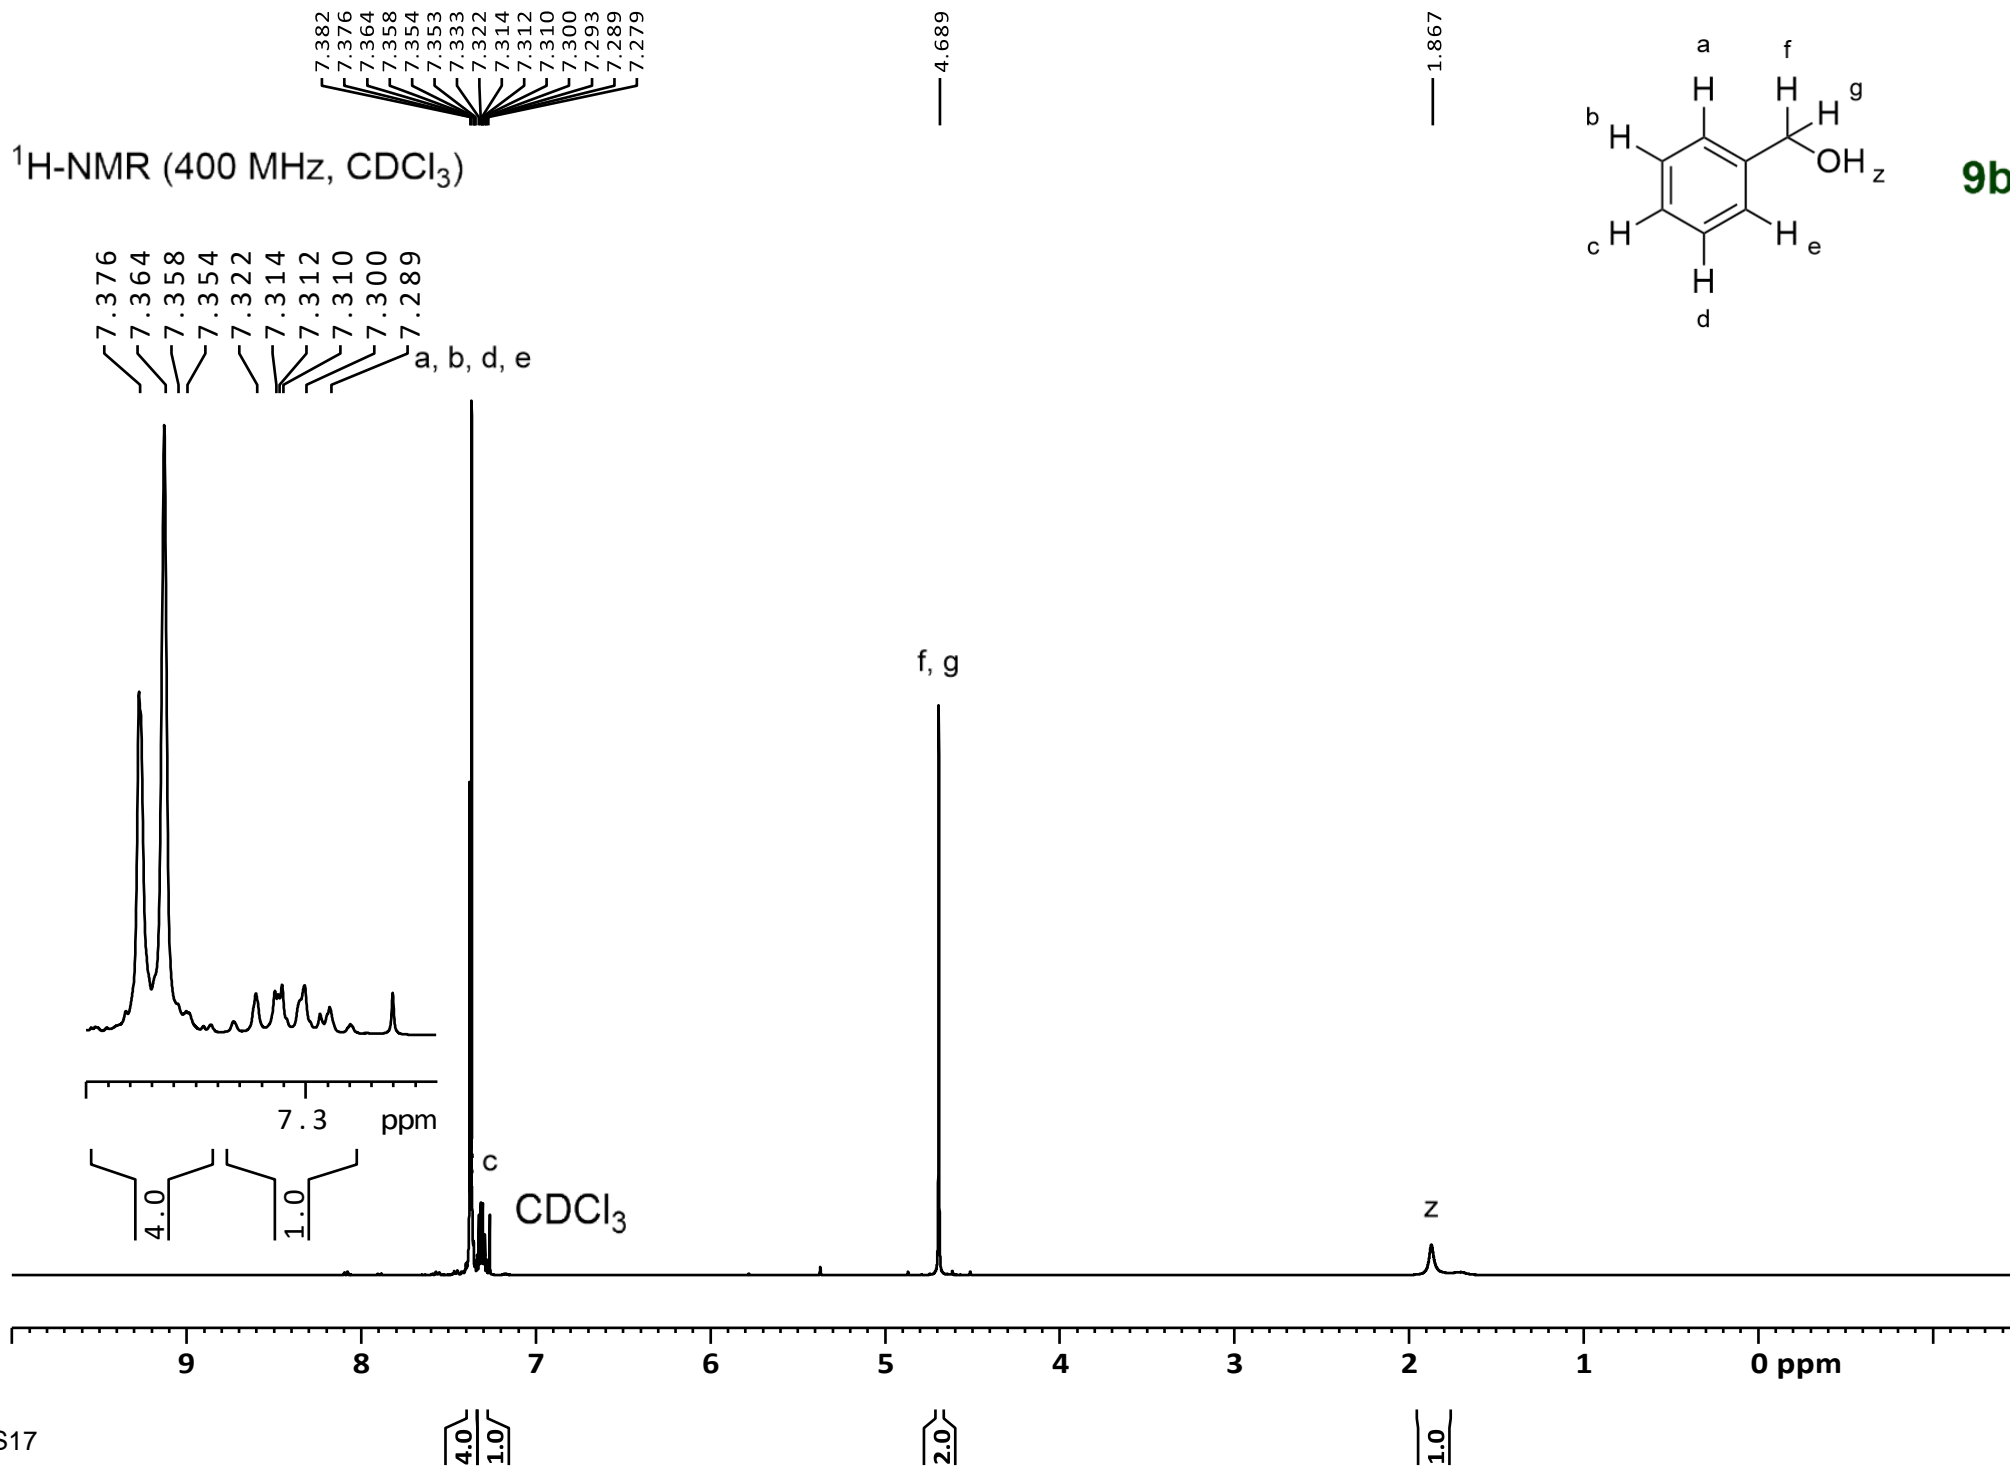 7.382
7.376
7.364
7.358
7.354
7.353
7.333
7.322
7.314
7.312
7.310
7.300
7.293
7.289
7.279
4.689
1.867
¹H-NMR (400 MHz, CDCl₃)
a
f
H
H
g
b
H
H
OH z
9b
c
H
H
e
H
d
7.376
7.364
7.358
7.354
7.322
7.314
7.312
7.310
7.300
7.289
a, b, d, e
f, g
7.3 ppm
4.0
1.0
c
CDCl₃
z
9 8 7 6 5 4 3 2 1 0 ppm
4.0
1.0
2.0
1.0
S17